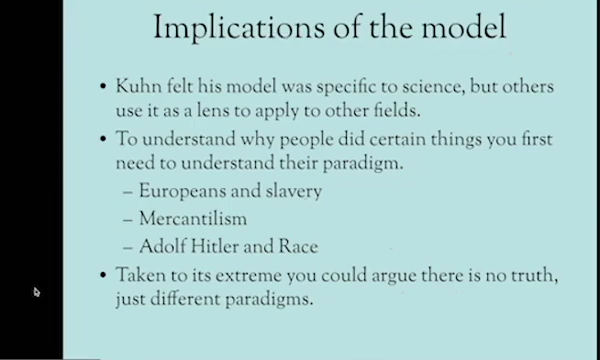 Implications of the model
• Kuhn felt his model was specific to science, but others
use it as a lens to apply to other fields.
• To understand why people did certain things you first
need to understand their paradigm.
– Europeans and slavery
– Mercantilism
– Adolf Hitler and Race
• Taken to its extreme you could argue there is no truth,
just different paradigms.